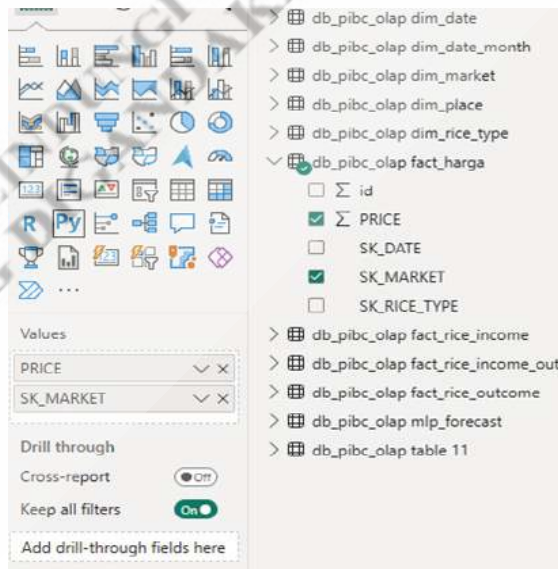 123
R Py
Values
PRICE
SK_MARKET
Drill through
Cross-report Off
Keep all filters On
Add drill-through fields here
db_pibc_olap dim_date
db_pibc_olap dim_date_month
db_pibc_olap dim_market
db_pibc_olap dim_place
db_pibc_olap dim_rice_type
db_pibc_olap fact_harga
Σ id
Σ PRICE
SK_DATE
SK_MARKET
SK_RICE_TYPE
db_pibc_olap fact_rice_income
db_pibc_olap fact_rice_income_out
db_pibc_olap fact_rice_outcome
db_pibc_olap mlp_forecast
db_pibc_olap table 11